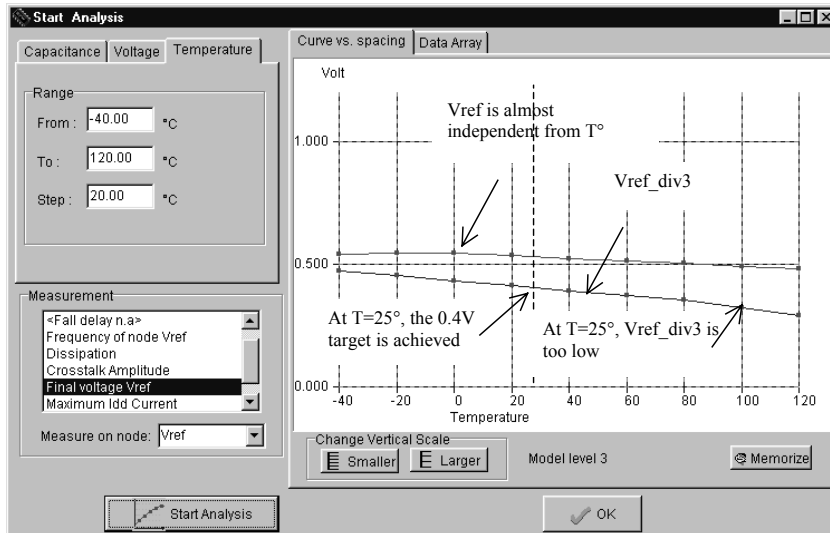 Start Analysis
Capacitance Voltage Temperature
Range
From : -40.00 °C
To : 120.00 °C
Step : 20.00 °C
Measurement
<Fall delay n.a>
Frequency of node Vref
Dissipation
Crosstalk Amplitude
Final voltage Vref
Maximum Idd Current
Measure on node: Vref
Start Analysis
Curve vs. spacing Data Array
Volt
1.000
0.500
0.000
Vref is almost
independent from T°
Vref_div3
At T=25°, the 0.4V
target is achieved
At T=25°, Vref_div3 is
too low
-40 -20 0 20 40 60 80 100 120
Temperature
Change Vertical Scale
Smaller Larger
Model level 3
Memorize
OK